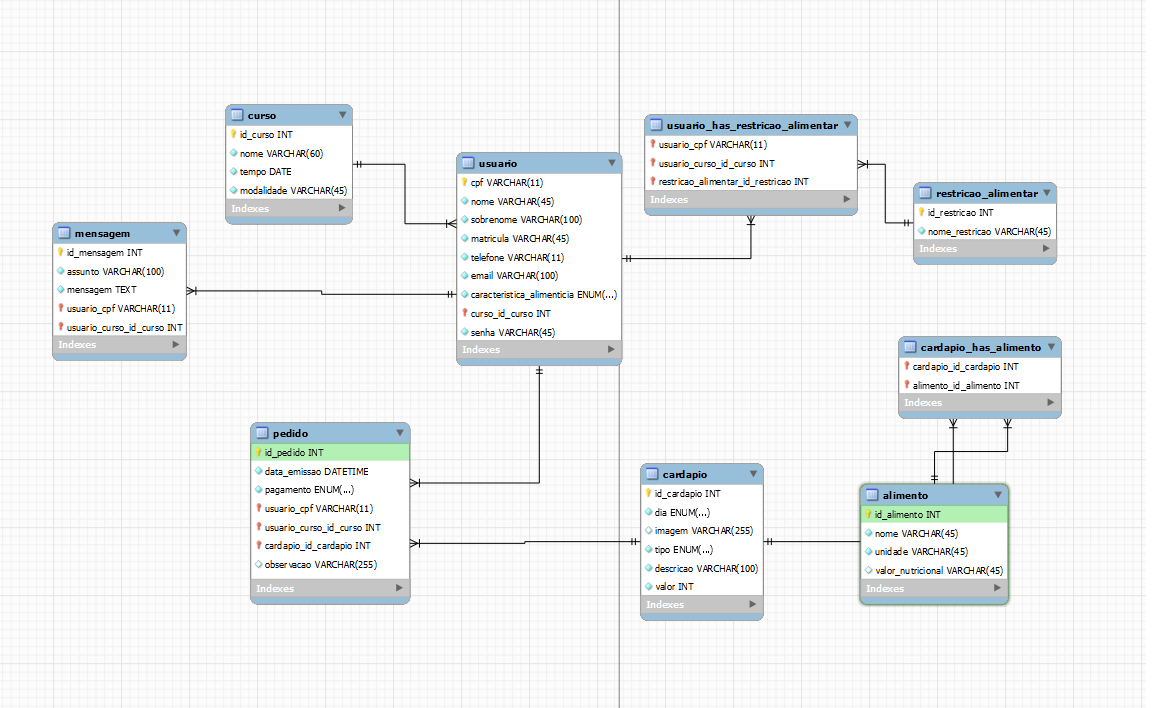 curso
id_curso INT
nome VARCHAR(60)
tempo DATE
modalidade VARCHAR(45)
Indexes
mensagem
id_mensagem INT
assunto VARCHAR(100)
mensagem TEXT
usuario_cpf VARCHAR(11)
usuario_curso_id_curso INT
Indexes
usuario
cpf VARCHAR(11)
nome VARCHAR(45)
sobrenome VARCHAR(100)
matricula VARCHAR(45)
telefone VARCHAR(11)
email VARCHAR(100)
caracteristica_alimenticia ENUM(...)
curso_id_curso INT
senha VARCHAR(45)
Indexes
usuario_has_restricao_alimentar
usuario_cpf VARCHAR(11)
usuario_curso_id_curso INT
restricao_alimentar_id_restricao INT
Indexes
restricao_alimentar
id_restricao INT
nome_restricao VARCHAR(45)
Indexes
cardapio_has_alimento
cardapio_id_cardapio INT
alimento_id_alimento INT
Indexes
pedido
id_pedido INT
data_emissao DATETIME
pagamento ENUM(...)
usuario_cpf VARCHAR(11)
usuario_curso_id_curso INT
cardapio_id_cardapio INT
observacao VARCHAR(255)
Indexes
cardapio
id_cardapio INT
dia ENUM(...)
imagem VARCHAR(255)
tipo ENUM(...)
descricao VARCHAR(100)
valor INT
Indexes
alimento
id_alimento INT
nome VARCHAR(45)
unidade VARCHAR(45)
valor_nutricional VARCHAR(45)
Indexes